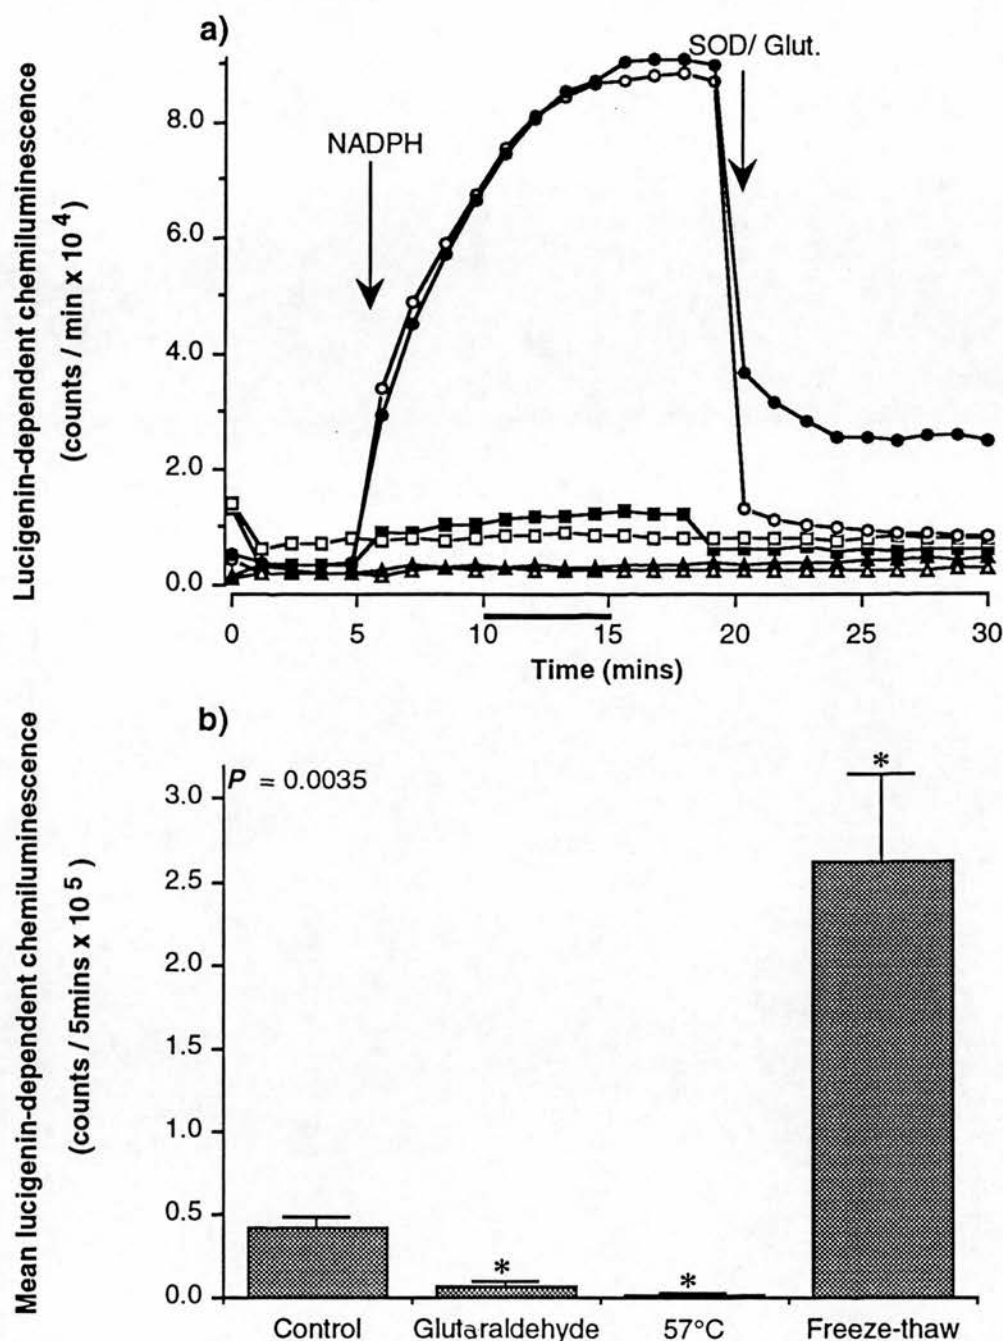 a)
SOD/ Glut.
NADPH
Lucigenin-dependent chemiluminescence
(counts / min x 10⁴)
8.0
6.0
4.0
2.0
0.0
0 5 10 15 20 25 30
Time (mins)
b)
P = 0.0035
*
Mean lucigenin-dependent chemiluminescence
(counts / 5mins x 10⁵)
3.0
2.5
2.0
1.5
1.0
0.5
0.0
*
*
Control Glutaraldehyde 57°C Freeze-thaw